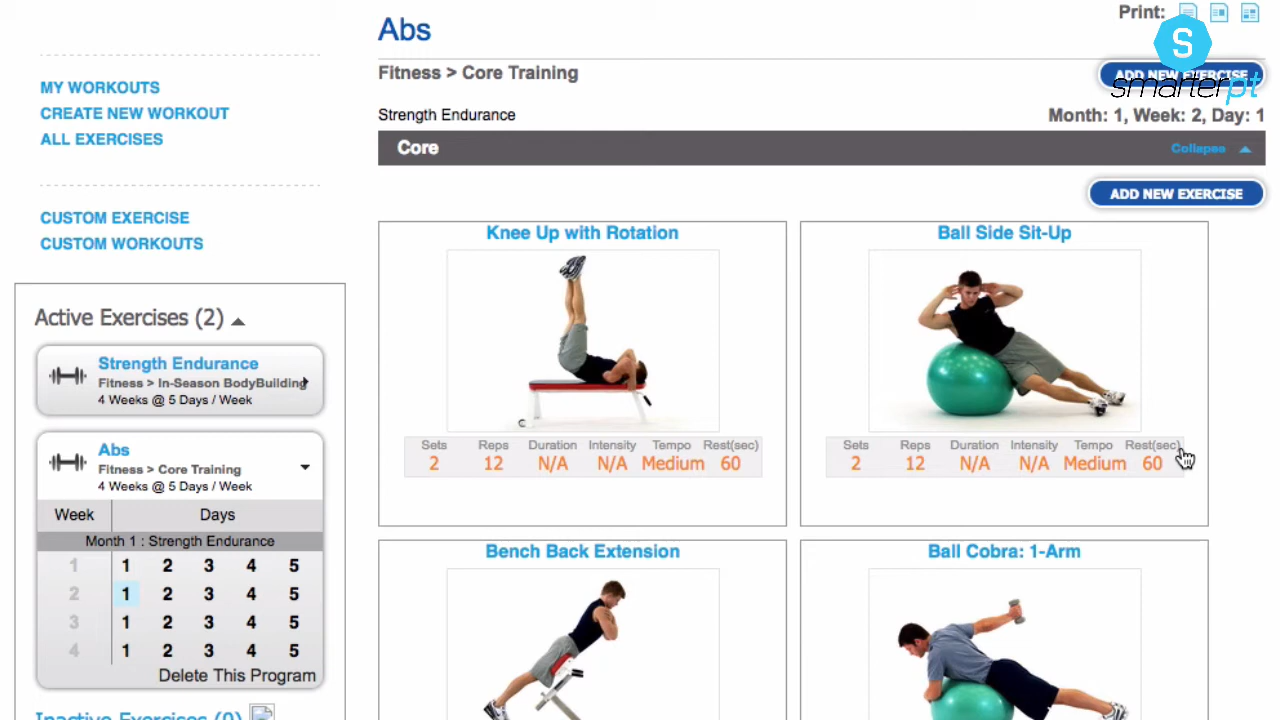 Print:
S
smarterpt
MY WORKOUTS
CREATE NEW WORKOUT
ALL EXERCISES
CUSTOM EXERCISE
CUSTOM WORKOUTS
Active Exercises (2)
Strength Endurance
Fitness > In-Season BodyBuilding
4 Weeks @ 5 Days / Week
Abs
Fitness > Core Training
4 Weeks @ 5 Days / Week
Week Days
Month 1 : Strength Endurance
1 1 2 3 4 5
2 1 2 3 4 5
3 1 2 3 4 5
4 1 2 3 4 5
Delete This Program
Inactive Exercises (0)
Abs
Fitness > Core Training
ADD NEW EXERCISE
Strength Endurance
Month: 1, Week: 2, Day: 1
Core
Collapse
ADD NEW EXERCISE
Knee Up with Rotation
Sets Reps Duration Intensity Tempo Rest(sec)
2 12 N/A N/A Medium 60
Ball Side Sit-Up
Sets Reps Duration Intensity Tempo Rest(sec)
2 12 N/A N/A Medium 60
Bench Back Extension
Ball Cobra: 1-Arm